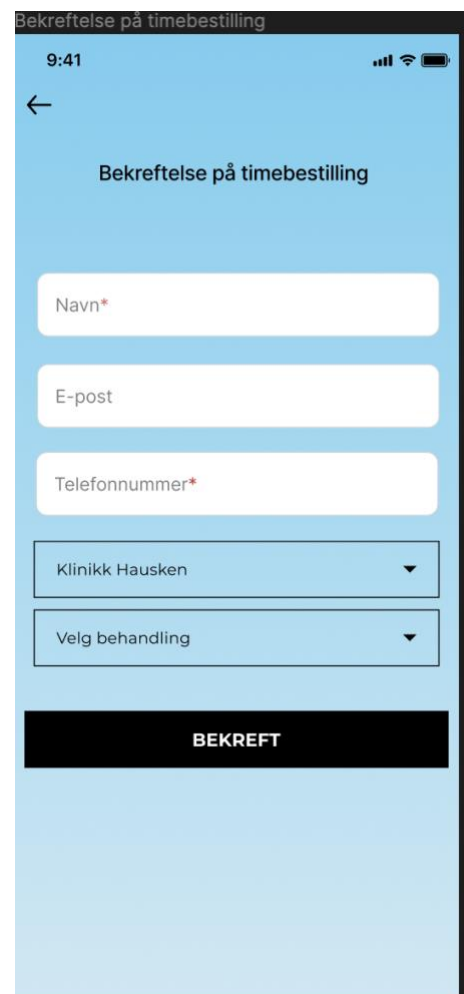 Bekreftelse på timebestilling
9:41
Bekreftelse på timebestilling
Navn*
E-post
Telefonnummer*
Klinikk Hausken
Velg behandling
BEKREFT